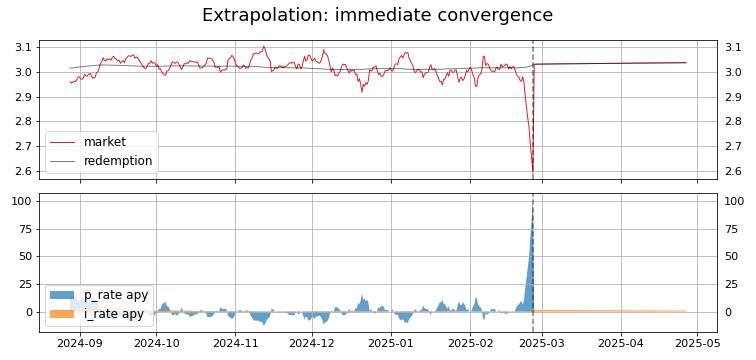 Extrapolation: immediate convergence
3.1 3.1
3.0 3.0
2.9 2.9
2.8 2.8
2.7 2.7
2.6 2.6
market
redemption
100 100
75 75
50 50
25 25
0 0
p_rate apy
i_rate apy
2024-09 2024-10 2024-11 2024-12 2025-01 2025-02 2025-03 2025-04 2025-05